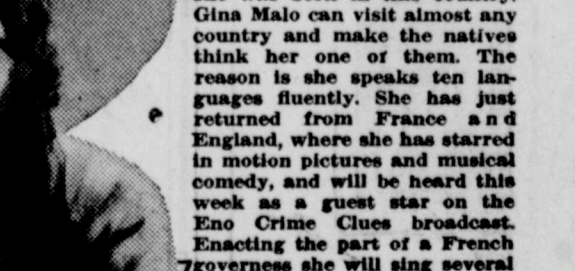 Gina Malo can visit almost any
country and make the natives
think her one of them. The
reason is she speaks ten lan-
guages fluently. She has just
returned from France and
England, where she has starred
in motion pictures and musical
comedy, and will be heard this
week as a guest star on the
Eno Crime Clues broadcast.
Enacting the part of a French
governess she will sing several